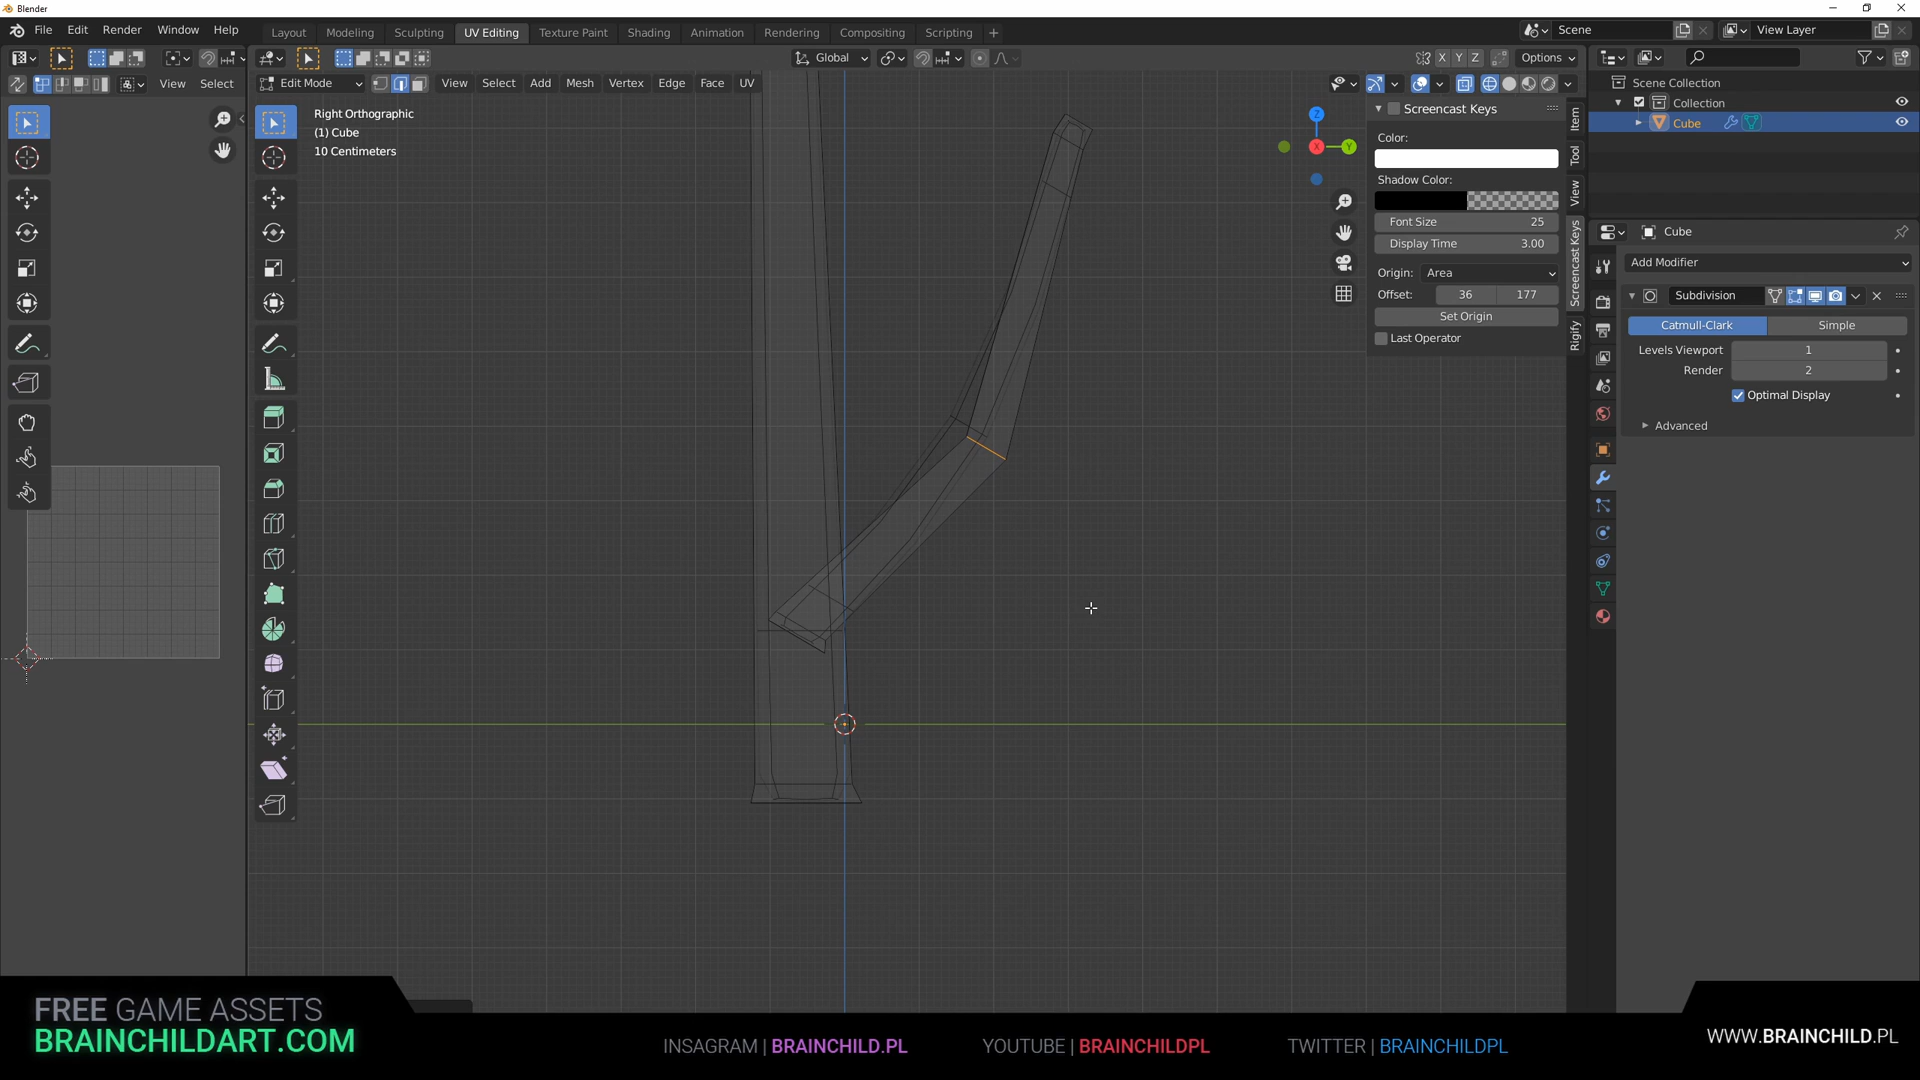 Blender
File Edit Render Window Help
Layout Modeling Sculpting UV Editing Texture Paint Shading Animation Rendering Compositing Scripting
Scene
View Layer
Global
X Y Z
Options
View Select
Edit Mode
View Select Add Mesh Vertex Edge Face UV
Right Orthographic
(1) Cube
10 Centimeters
Z
X
Y
Screencast Keys
Color:
Shadow Color:
Font Size 25
Display Time 3.00
Origin: Area
Offset: 36 177
Set Origin
Last Operator
Item
Tool
View
Screencast Keys
Rigify
Scene Collection
Collection
Cube
Cube
Add Modifier
Subdivision
Catmull-Clark Simple
Levels Viewport 1
Render 2
Optimal Display
Advanced
FREE GAME ASSETS
BRAINCHILDART.COM
INSAGRAM | BRAINCHILD.PL
YOUTUBE | BRAINCHILDPL
TWITTER | BRAINCHILDPL
WWW.BRAINCHILD.PL